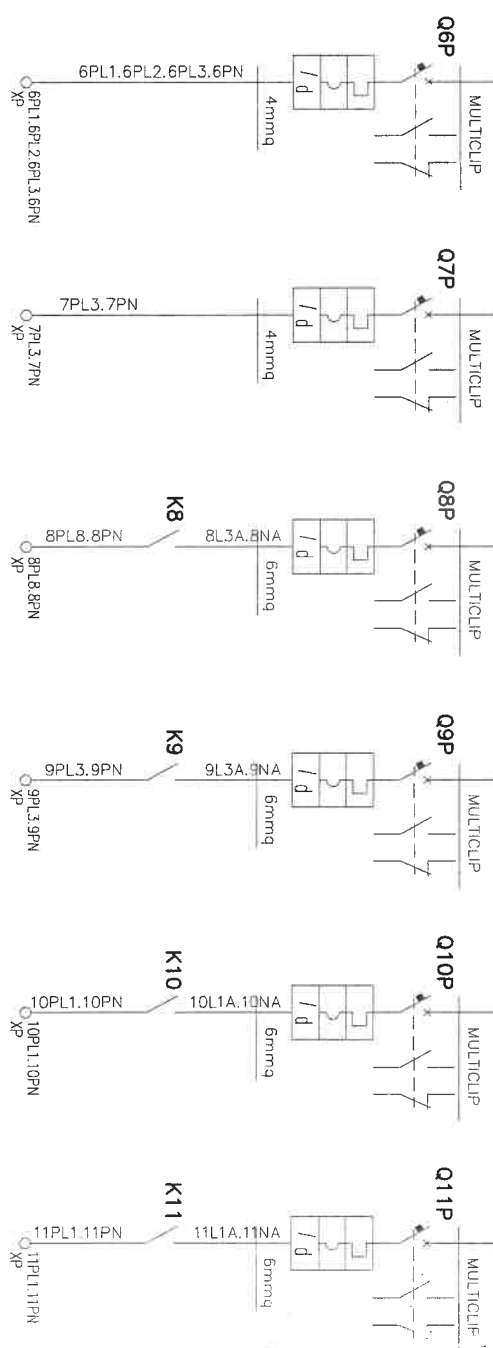 Q6P
MULTICLIP
I d
4mmq
6PL1.6PL2.6PL3.6PN
6PL1.6PL2.6PL3.6PN
XP
Q7P
MULTICLIP
I d
4mmq
7PL3.7PN
7PL3.7PN
XP
Q8P
MULTICLIP
I d
6mmq
8L3A.8NA
K8
8PL8.8PN
8PL8.8PN
XP
Q9P
MULTICLIP
I d
6mmq
9L3A.9NA
K9
9PL3.9PN
9PL3.9PN
XP
Q10P
MULTICLIP
I d
6mmq
10L1A.10NA
K10
10PL1.10PN
10PL1.10PN
XP
Q11P
MULTICLIP
I d
6mmq
11L1A.11NA
K11
11PL1.11PN
11PL1.11PN
XP